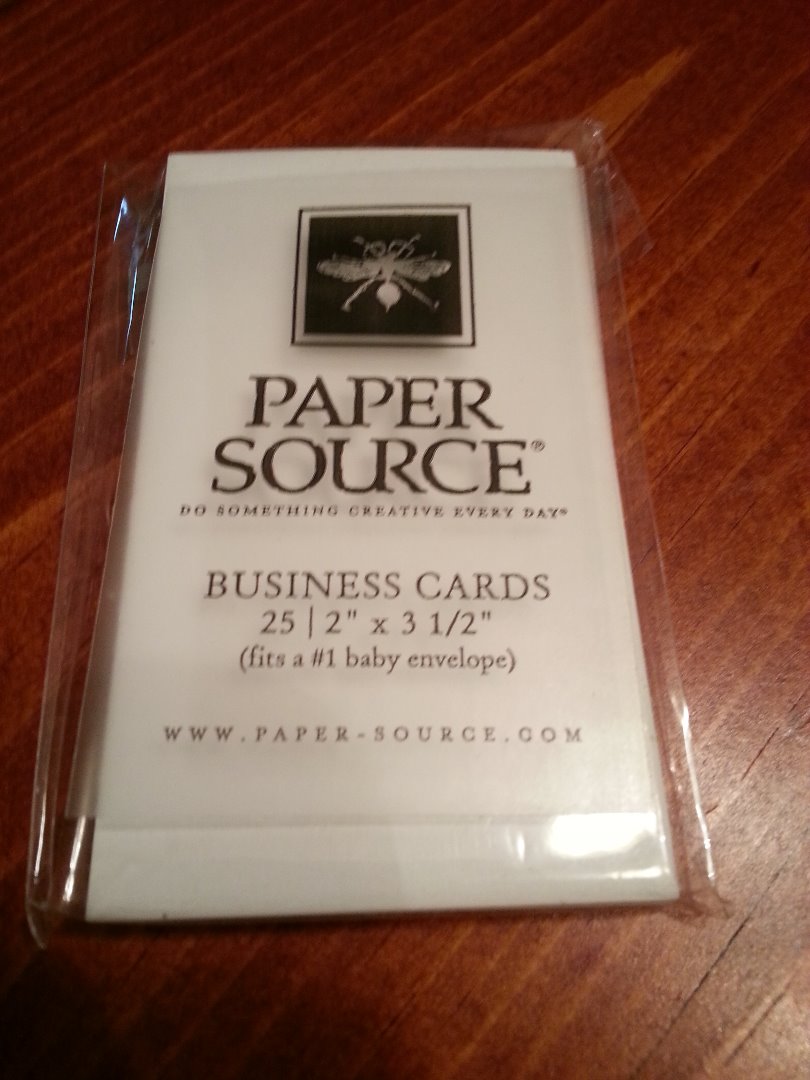 PAPER
SOURCE®
DO SOMETHING CREATIVE EVERY DAY®
BUSINESS CARDS
25 | 2" x 3 1/2"
(fits a #1 baby envelope)
WWW.PAPER-SOURCE.COM